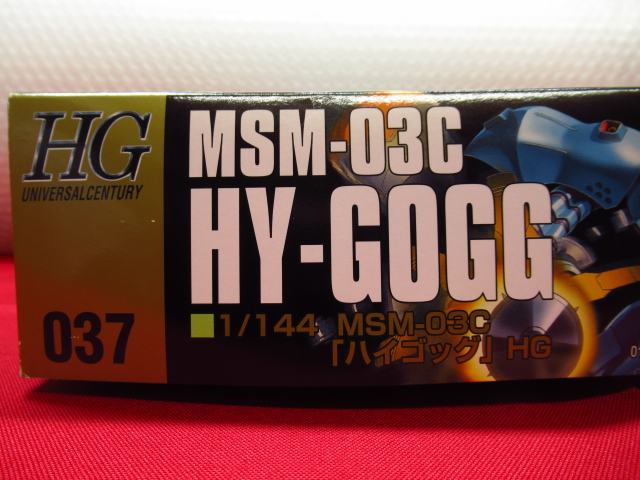 HG
UNIVERSALCENTURY
037
MSM-03C
HY-GOGG
1/144 MSM-03C
「ハイゴッグ」HG